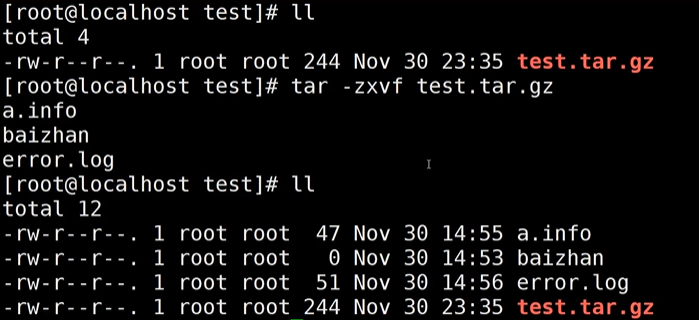 [root@localhost test]# ll
total 4
-rw-r--r--. 1 root root 244 Nov 30 23:35 test.tar.gz
[root@localhost test]# tar -zxvf test.tar.gz
a.info
baizhan
error.log
[root@localhost test]# ll
total 12
-rw-r--r--. 1 root root  47 Nov 30 14:55 a.info
-rw-r--r--. 1 root root   0 Nov 30 14:53 baizhan
-rw-r--r--. 1 root root  51 Nov 30 14:56 error.log
-rw-r--r--. 1 root root 244 Nov 30 23:35 test.tar.gz